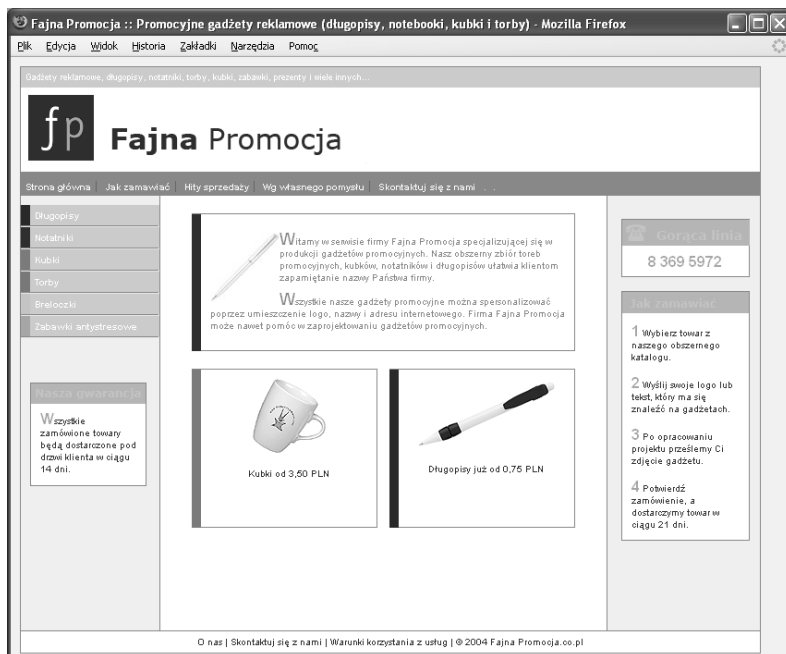 Fajna Promocja :: Promocyjne gadżety reklamowe (długopisy, notebooki, kubki i torby) - Mozilla Firefox
Plik Edycja Widok Historia Zakładki Narzędzia Pomoc
Gadżety reklamowe, długopisy, notatniki, torby, kubki, zabawki, prezenty i wiele innych...
fp
Fajna Promocja
Strona główna | Jak zamawiać | Hity sprzedaży | Wg własnego pomysłu | Skontaktuj się z nami . .
Długopisy
Notatniki
Kubki
Torby
Breloczki
Zabawki antystresowe
Nasza gwarancja
Wszystkie
zamówione towary
będą dostarczone pod
drzwi klienta w ciągu
14 dni.
Witamy w serwisie firmy Fajna Promocja specjalizującej się w
produkcji gadżetów promocyjnych. Nasz obszerny zbiór toreb
promocyjnych, kubków, notatników i długopisów ułatwia klientom
zapamiętanie nazwy Państwa firmy.
Wszystkie nasze gadżety promocyjne można spersonalizować
poprzez umieszczenie logo, nazwy i adresu internetowego. Firma Fajna Promocja
może nawet pomóc w zaprojektowaniu gadżetów promocyjnych.
Kubki od 3,50 PLN
Długopisy już od 0,75 PLN
Gorąca linia
8 369 5972
Jak zamawiać
1 Wybierz towar z
naszego obszernego
katalogu.
2 Wyślij swoje logo lub
tekst, który ma się
znaleźć na gadżetach.
3 Po opracowaniu
projektu prześlemy Ci
zdjęcie gadżetu.
4 Potwierdź
zamówienie, a
dostarczymy towar w
ciągu 21 dni.
O nas | Skontaktuj się z nami | Warunki korzystania z usług | © 2004 Fajna Promocja.co.pl